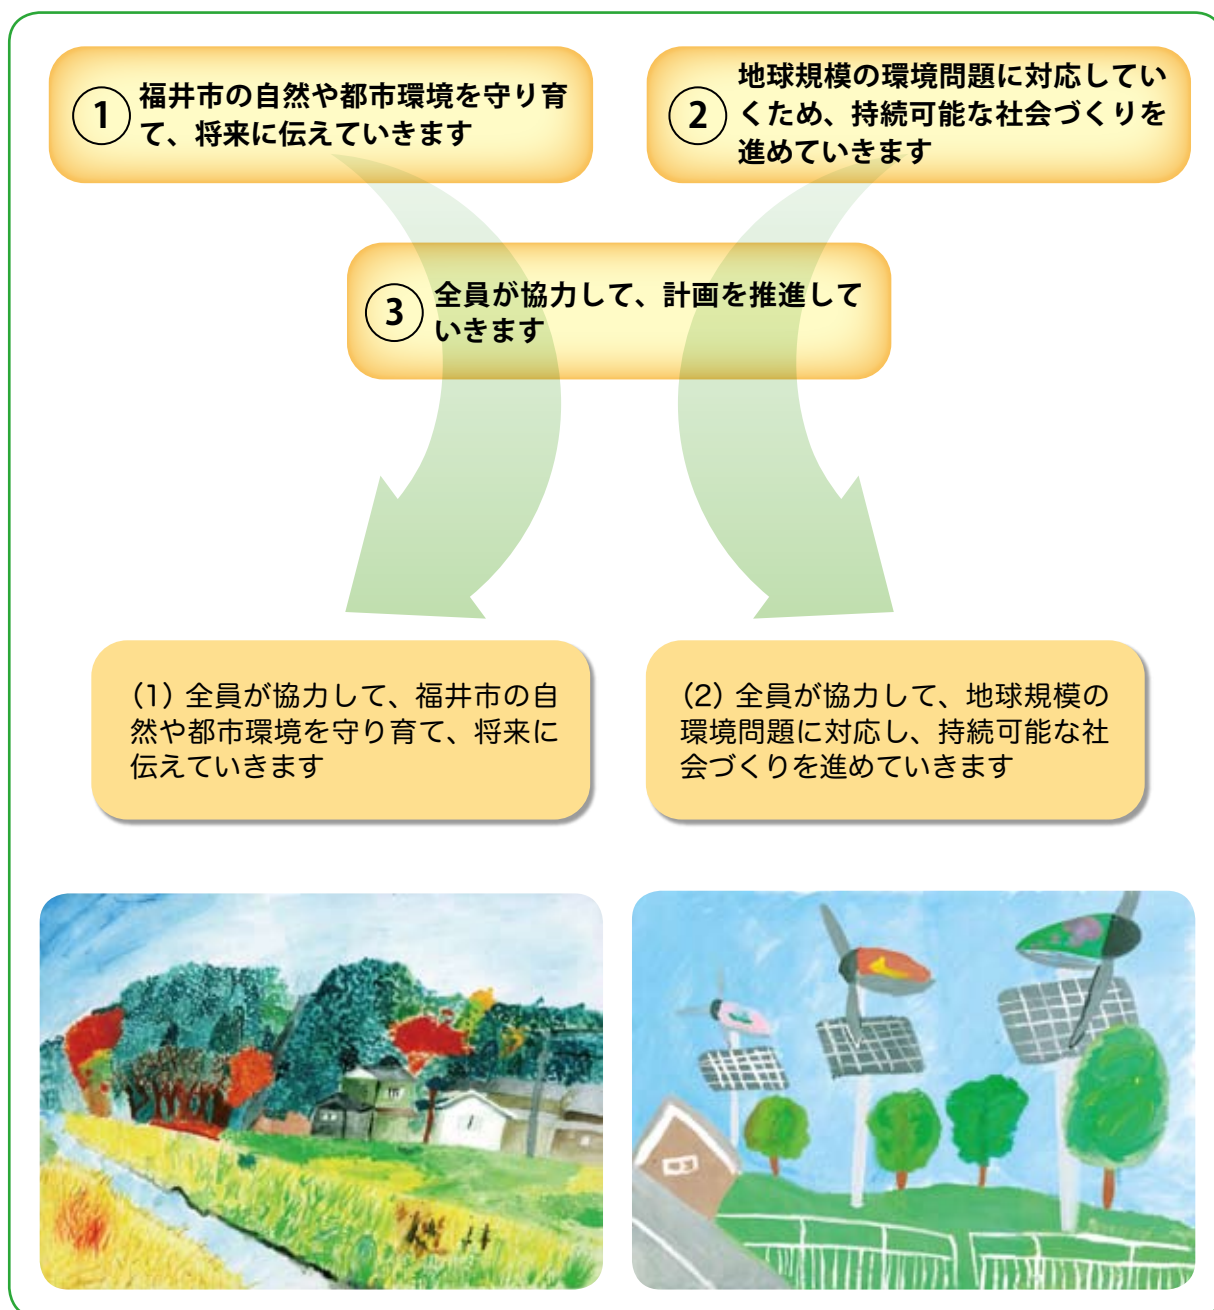 ① 福井市の自然や都市環境を守り育
て、将来に伝えていきます
② 地球規模の環境問題に対応してい
くため、持続可能な社会づくりを
進めていきます
③ 全員が協力して、計画を推進して
いきます
(1) 全員が協力して、福井市の自
然や都市環境を守り育て、将来に
伝えていきます
(2) 全員が協力して、地球規模の
環境問題に対応し、持続可能な社
会づくりを進めていきます